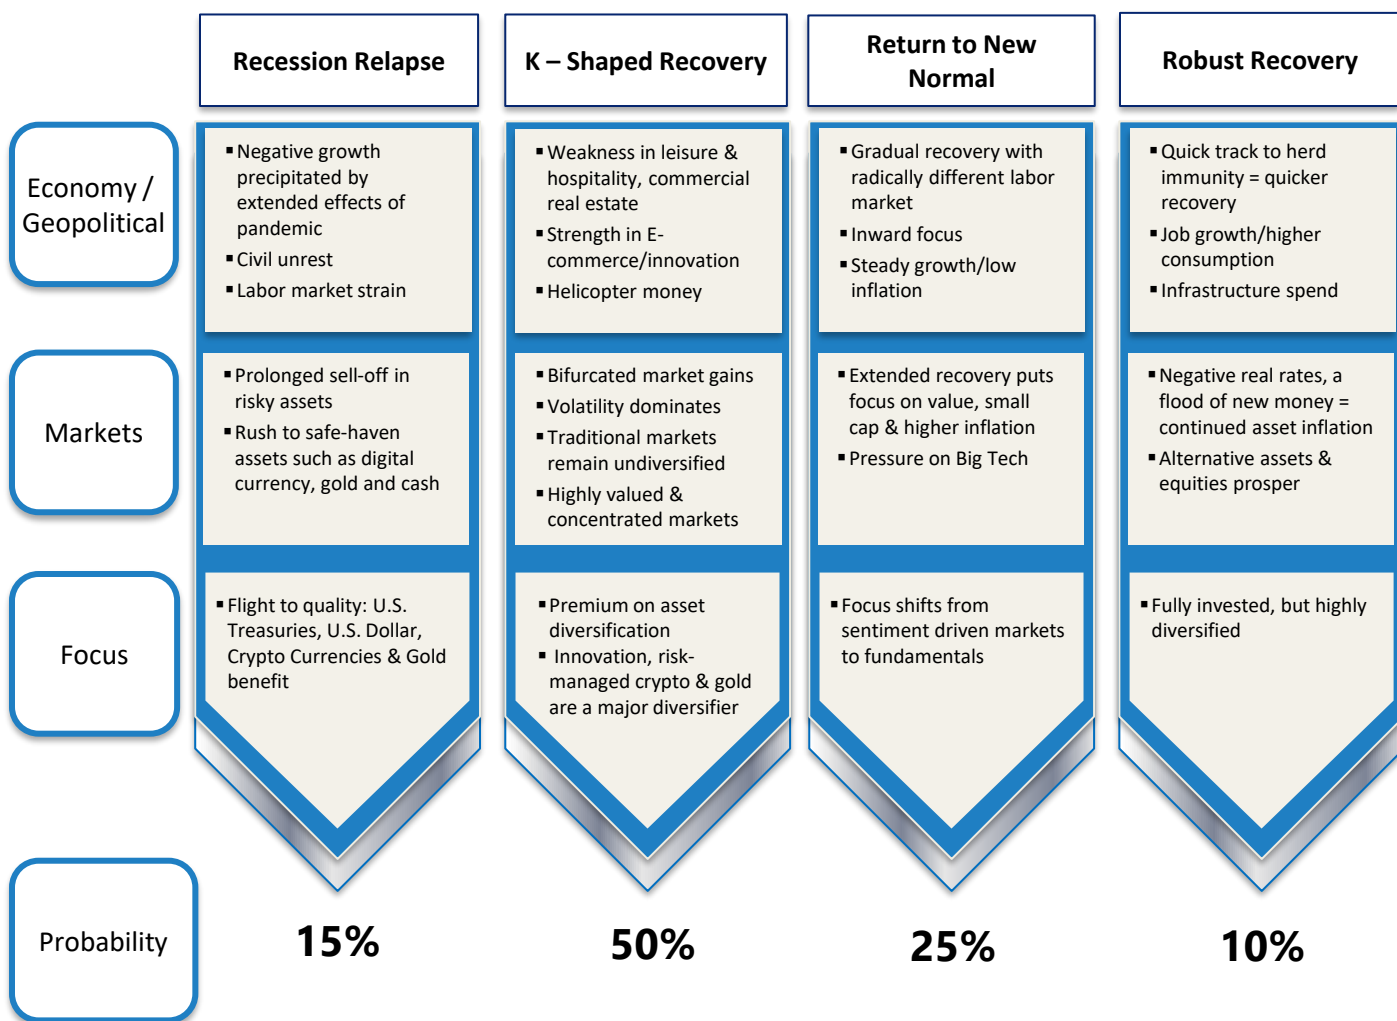 Recession Relapse
K – Shaped Recovery
Return to New
Normal
Robust Recovery
Economy /
Geopolitical
▪ Negative growth
precipitated by
extended effects of
pandemic
▪ Civil unrest
▪ Labor market strain
▪ Weakness in leisure &
hospitality, commercial
real estate
▪ Strength in E-
commerce/innovation
▪ Helicopter money
▪ Gradual recovery with
radically different labor
market
▪ Inward focus
▪ Steady growth/low
inflation
▪ Quick track to herd
immunity = quicker
recovery
▪ Job growth/higher
consumption
▪ Infrastructure spend
Markets
▪ Prolonged sell-off in
risky assets
▪ Rush to safe-haven
assets such as digital
currency, gold and cash
▪ Bifurcated market gains
▪ Volatility dominates
▪ Traditional markets
remain undiversified
▪ Highly valued &
concentrated markets
▪ Extended recovery puts
focus on value, small
cap & higher inflation
▪ Pressure on Big Tech
▪ Negative real rates, a
flood of new money =
continued asset inflation
▪ Alternative assets &
equities prosper
Focus
▪ Flight to quality: U.S.
Treasuries, U.S. Dollar,
Crypto Currencies & Gold
benefit
▪ Premium on asset
diversification
▪ Innovation, risk-
managed crypto & gold
are a major diversifier
▪ Focus shifts from
sentiment driven markets
to fundamentals
▪ Fully invested, but highly
diversified
Probability
15%
50%
25%
10%